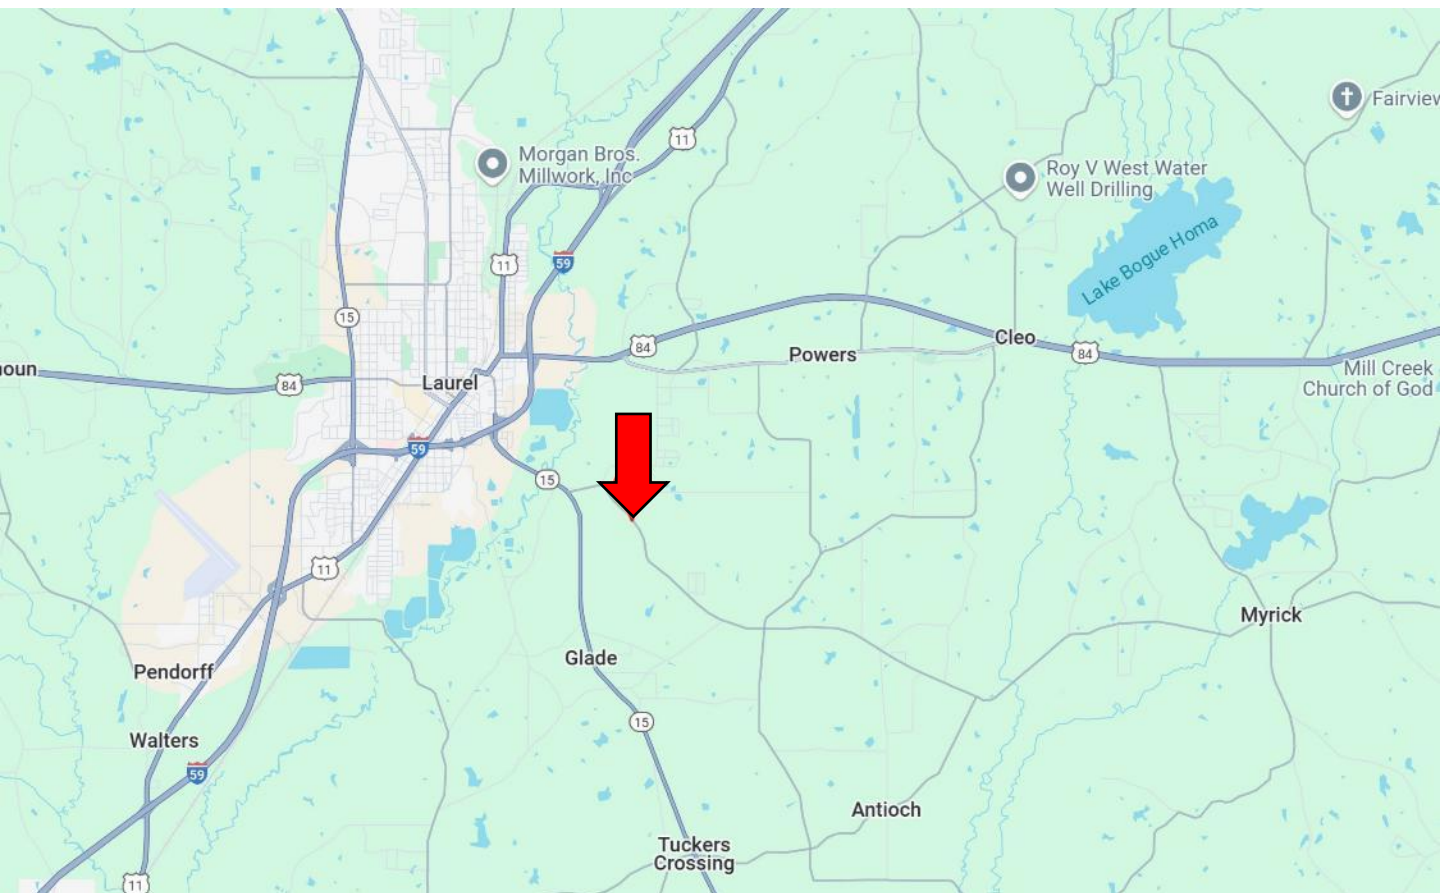 Fairview
Morgan Bros.
Millwork, Inc
11
Roy V West Water
Well Drilling
Lake Bogue Homa
59
11
15
84
Cleo
84
Powers
noun
84
Laurel
Mill Creek
Church of God
59
15
11
Myrick
Glade
Pendorff
15
Walters
59
Antioch
Tuckers
Crossing
11